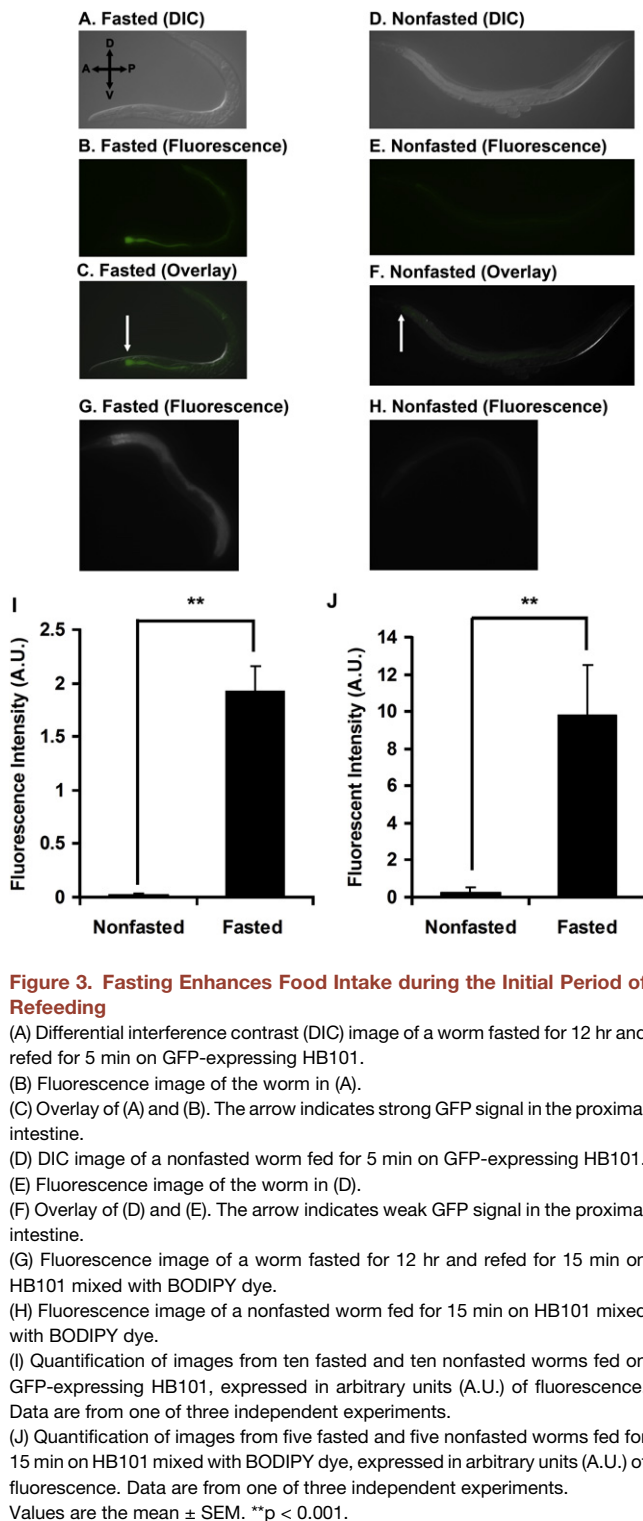 A. Fasted (DIC)
D
A P
V
B. Fasted (Fluorescence)
C. Fasted (Overlay)
D. Nonfasted (DIC)
E. Nonfasted (Fluorescence)
F. Nonfasted (Overlay)
G. Fasted (Fluorescence)
H. Nonfasted (Fluorescence)
I
**
Fluorescence Intensity (A.U.)
2.5
2
1.5
1
0.5
0
Nonfasted Fasted
J
**
Fluorescent Intensity (A.U.)
14
12
10
8
6
4
2
0
Nonfasted Fasted
Figure 3. Fasting Enhances Food Intake during the Initial Period of
Refeeding
(A) Differential interference contrast (DIC) image of a worm fasted for 12 hr and
refed for 5 min on GFP-expressing HB101.
(B) Fluorescence image of the worm in (A).
(C) Overlay of (A) and (B). The arrow indicates strong GFP signal in the proximal
intestine.
(D) DIC image of a nonfasted worm fed for 5 min on GFP-expressing HB101.
(E) Fluorescence image of the worm in (D).
(F) Overlay of (D) and (E). The arrow indicates weak GFP signal in the proximal
intestine.
(G) Fluorescence image of a worm fasted for 12 hr and refed for 15 min on
HB101 mixed with BODIPY dye.
(H) Fluorescence image of a nonfasted worm fed for 15 min on HB101 mixed
with BODIPY dye.
(I) Quantification of images from ten fasted and ten nonfasted worms fed on
GFP-expressing HB101, expressed in arbitrary units (A.U.) of fluorescence.
Data are from one of three independent experiments.
(J) Quantification of images from five fasted and five nonfasted worms fed for
15 min on HB101 mixed with BODIPY dye, expressed in arbitrary units (A.U.) of
fluorescence. Data are from one of three independent experiments.
Values are the mean ± SEM. **p < 0.001.